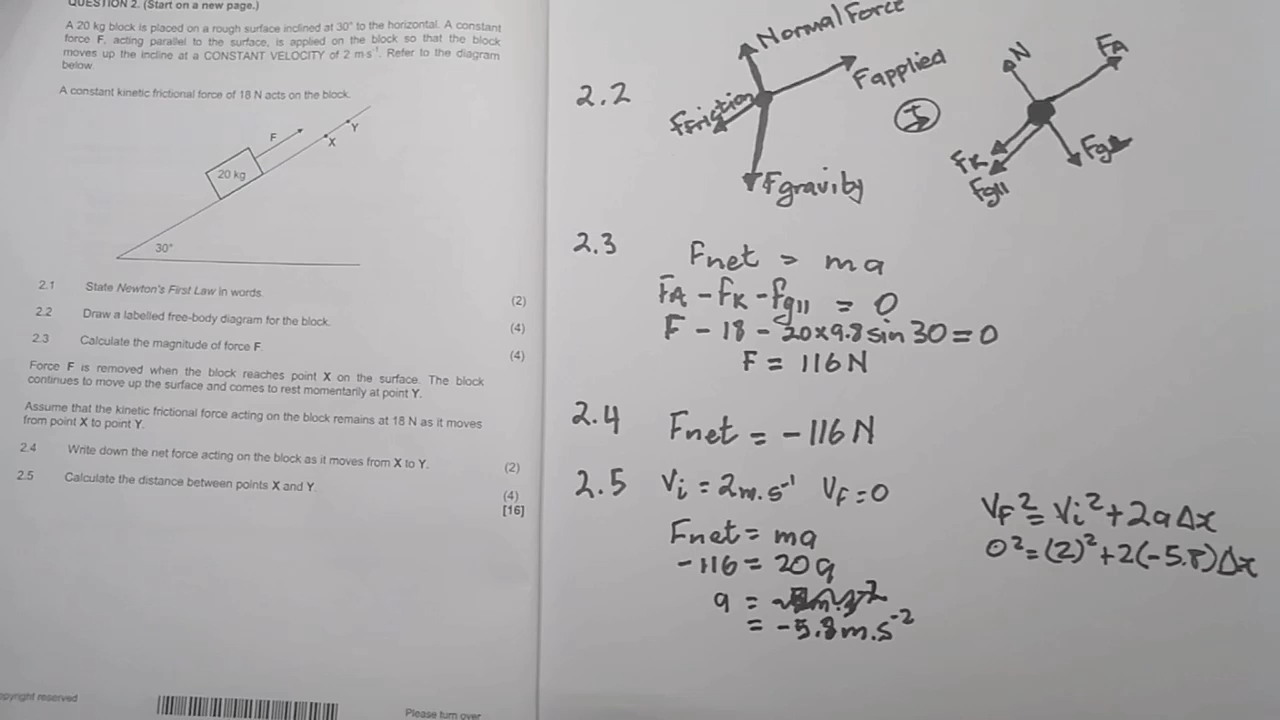 QUESTION 2. (Start on a new page.)
A 20 kg block is placed on a rough surface inclined at 30° to the horizontal. A constant
force F, acting parallel to the surface, is applied on the block so that the block
moves up the incline at a CONSTANT VELOCITY of 2 m·s⁻¹. Refer to the diagram
below.
A constant kinetic frictional force of 18 N acts on the block.
F
X
Y
20 kg
30°
2.1 State Newton's First Law in words. (2)
2.2 Draw a labelled free-body diagram for the block. (4)
2.3 Calculate the magnitude of force F. (4)
Force F is removed when the block reaches point X on the surface. The block
continues to move up the surface and comes to rest momentarily at point Y.
Assume that the kinetic frictional force acting on the block remains at 18 N as it moves
from point X to point Y.
2.4 Write down the net force acting on the block as it moves from X to Y. (2)
2.5 Calculate the distance between points X and Y. (4)
[16]
opyright reserved
Please turn over
2.2
Normal Force
Fapplied
Ffriction
Fgravity
N
FA
FK
Fg||
Fg⊥
2.3 Fnet = ma
FA - fK - fg|| = 0
F - 18 - 20×9.8 sin 30 = 0
F = 116N
2.4 Fnet = -116N
2.5 Vi = 2m.s⁻¹ VF = 0
Fnet = ma
-116 = 20a
a =
= -5.8m.s⁻²
VF² = Vi² + 2aΔx
0² = (2)² + 2(-5.8)Δx